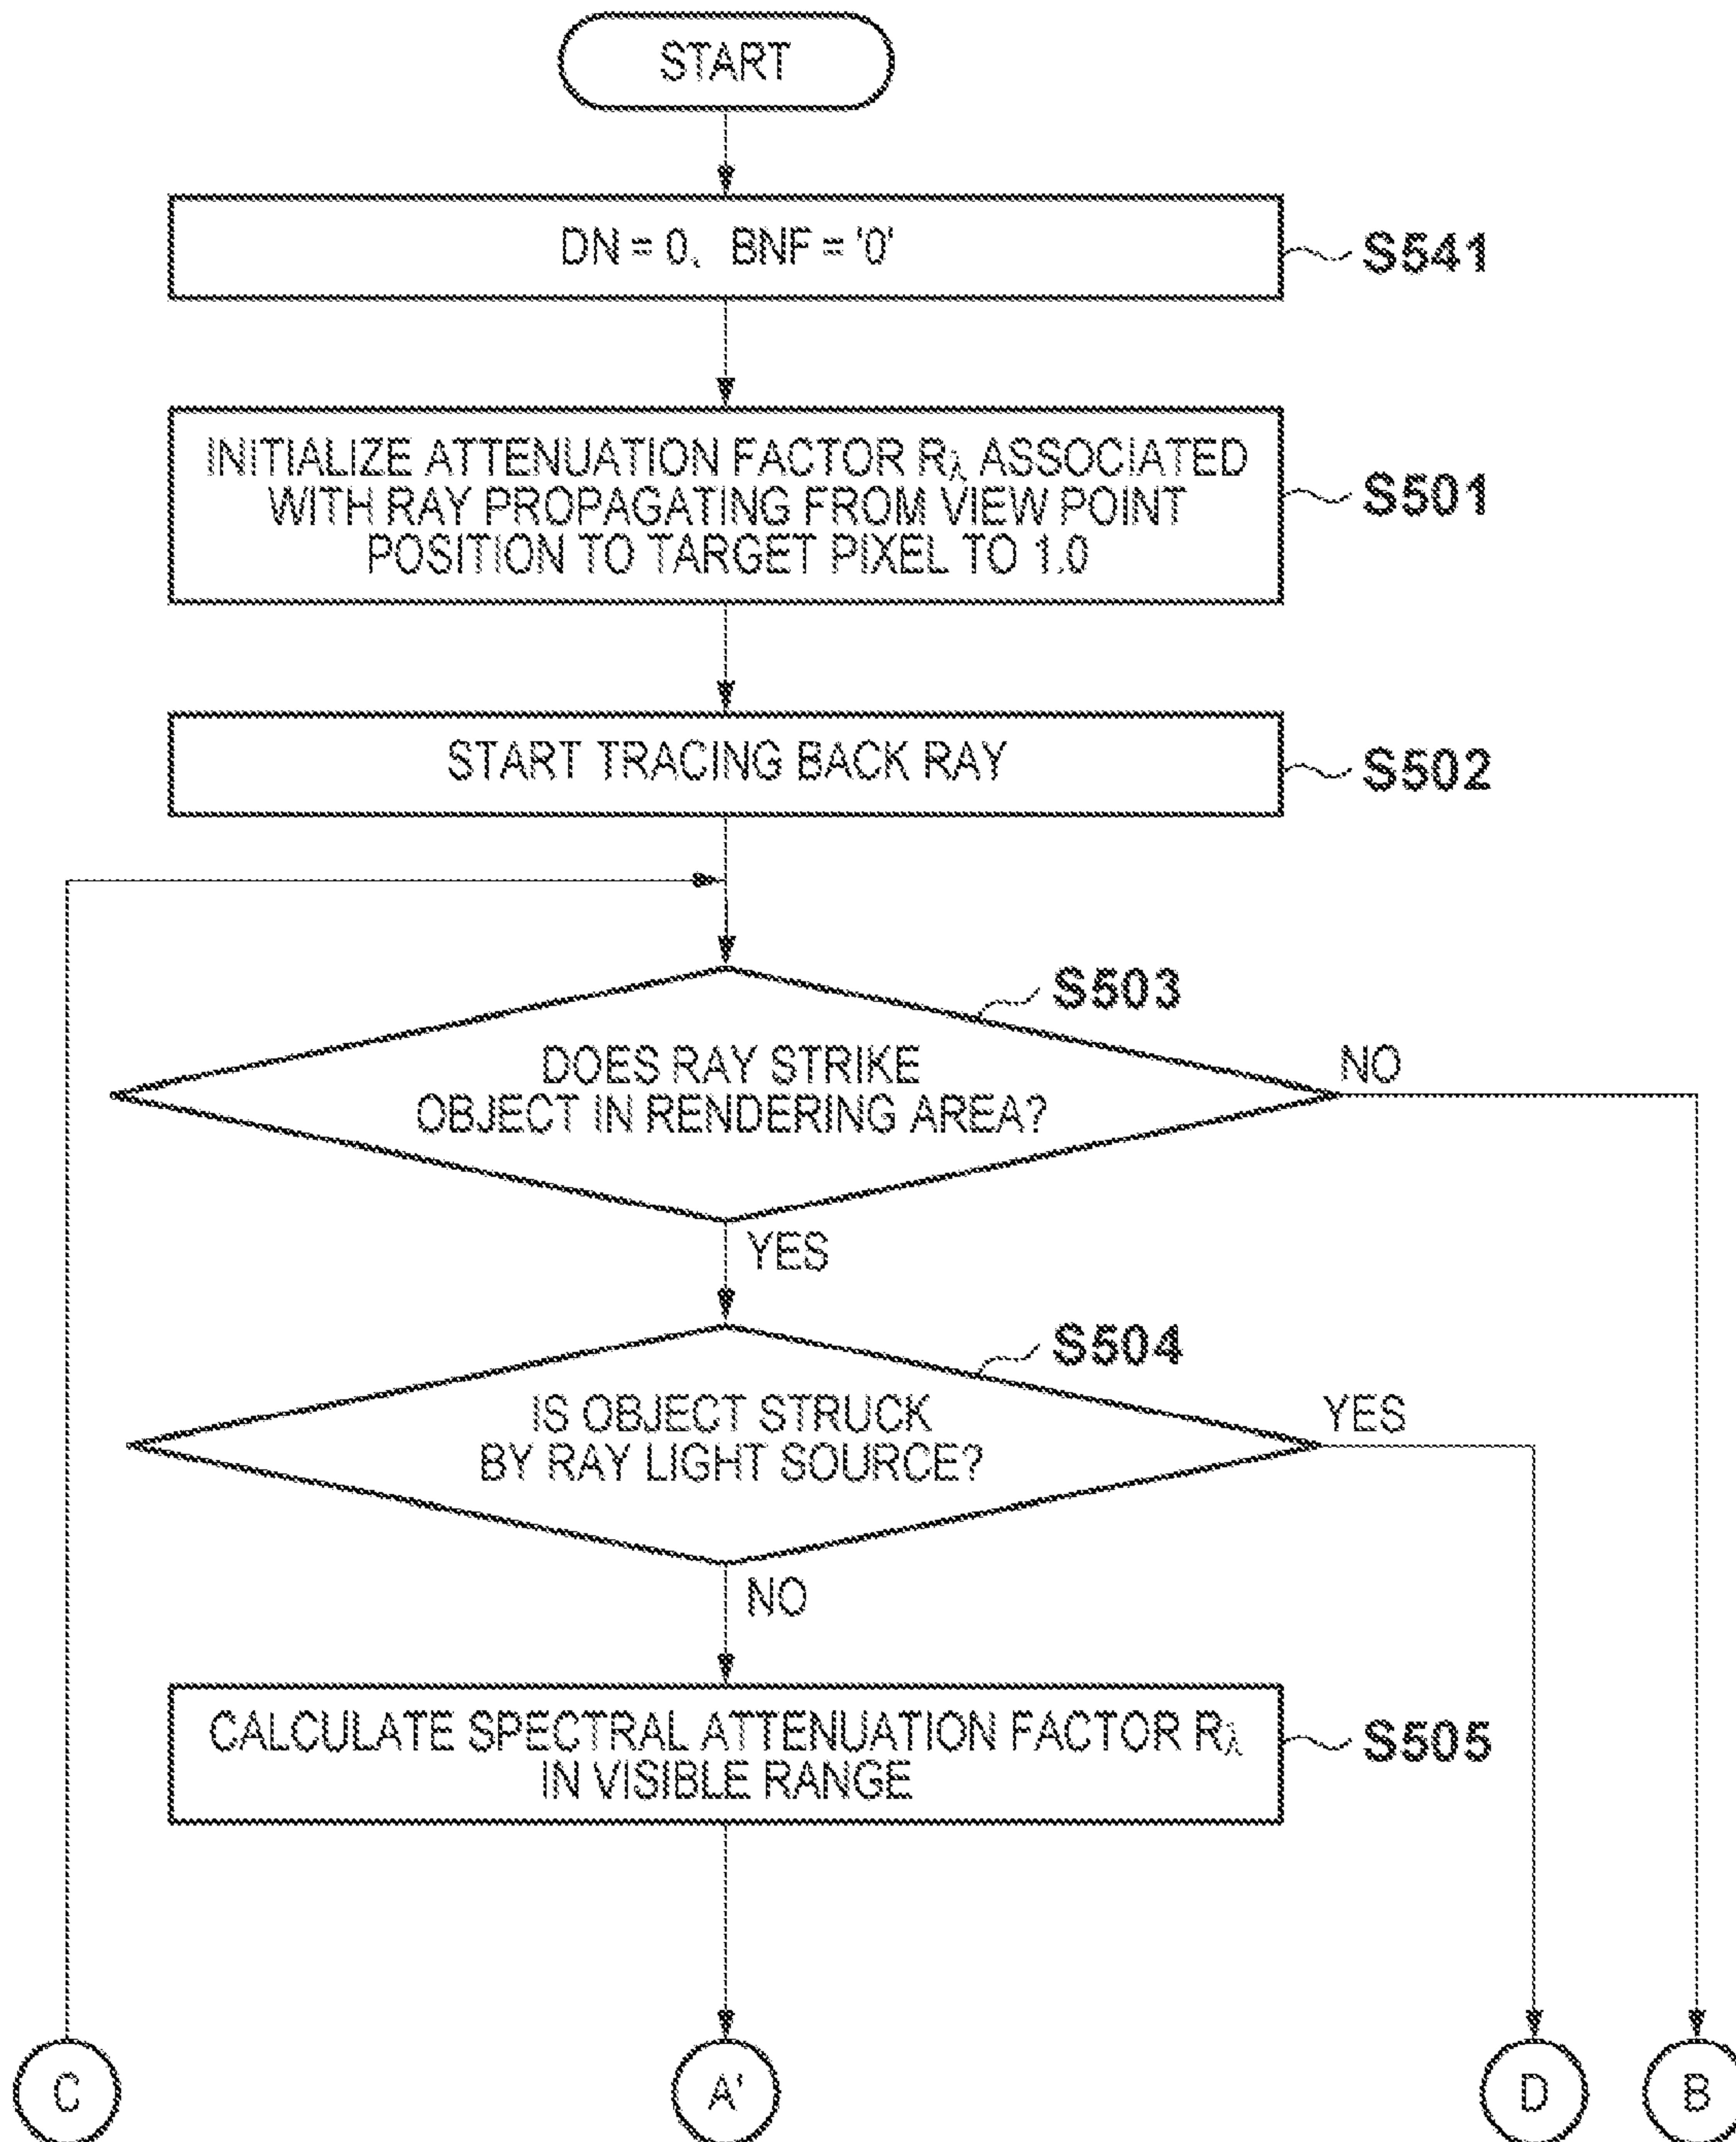 START
DN = 0、 BNF = '0'
S541
INITIALIZE ATTENUATION FACTOR Rλ ASSOCIATED
WITH RAY PROPAGATING FROM VIEW POINT
POSITION TO TARGET PIXEL TO 1.0
S501
START TRACING BACK RAY
S502
S503
DOES RAY STRIKE
OBJECT IN RENDERING AREA?
NO
YES
S504
IS OBJECT STRUCK
BY RAY LIGHT SOURCE?
YES
NO
CALCULATE SPECTRAL ATTENUATION FACTOR Rλ
IN VISIBLE RANGE
S505
C
A'
D
B